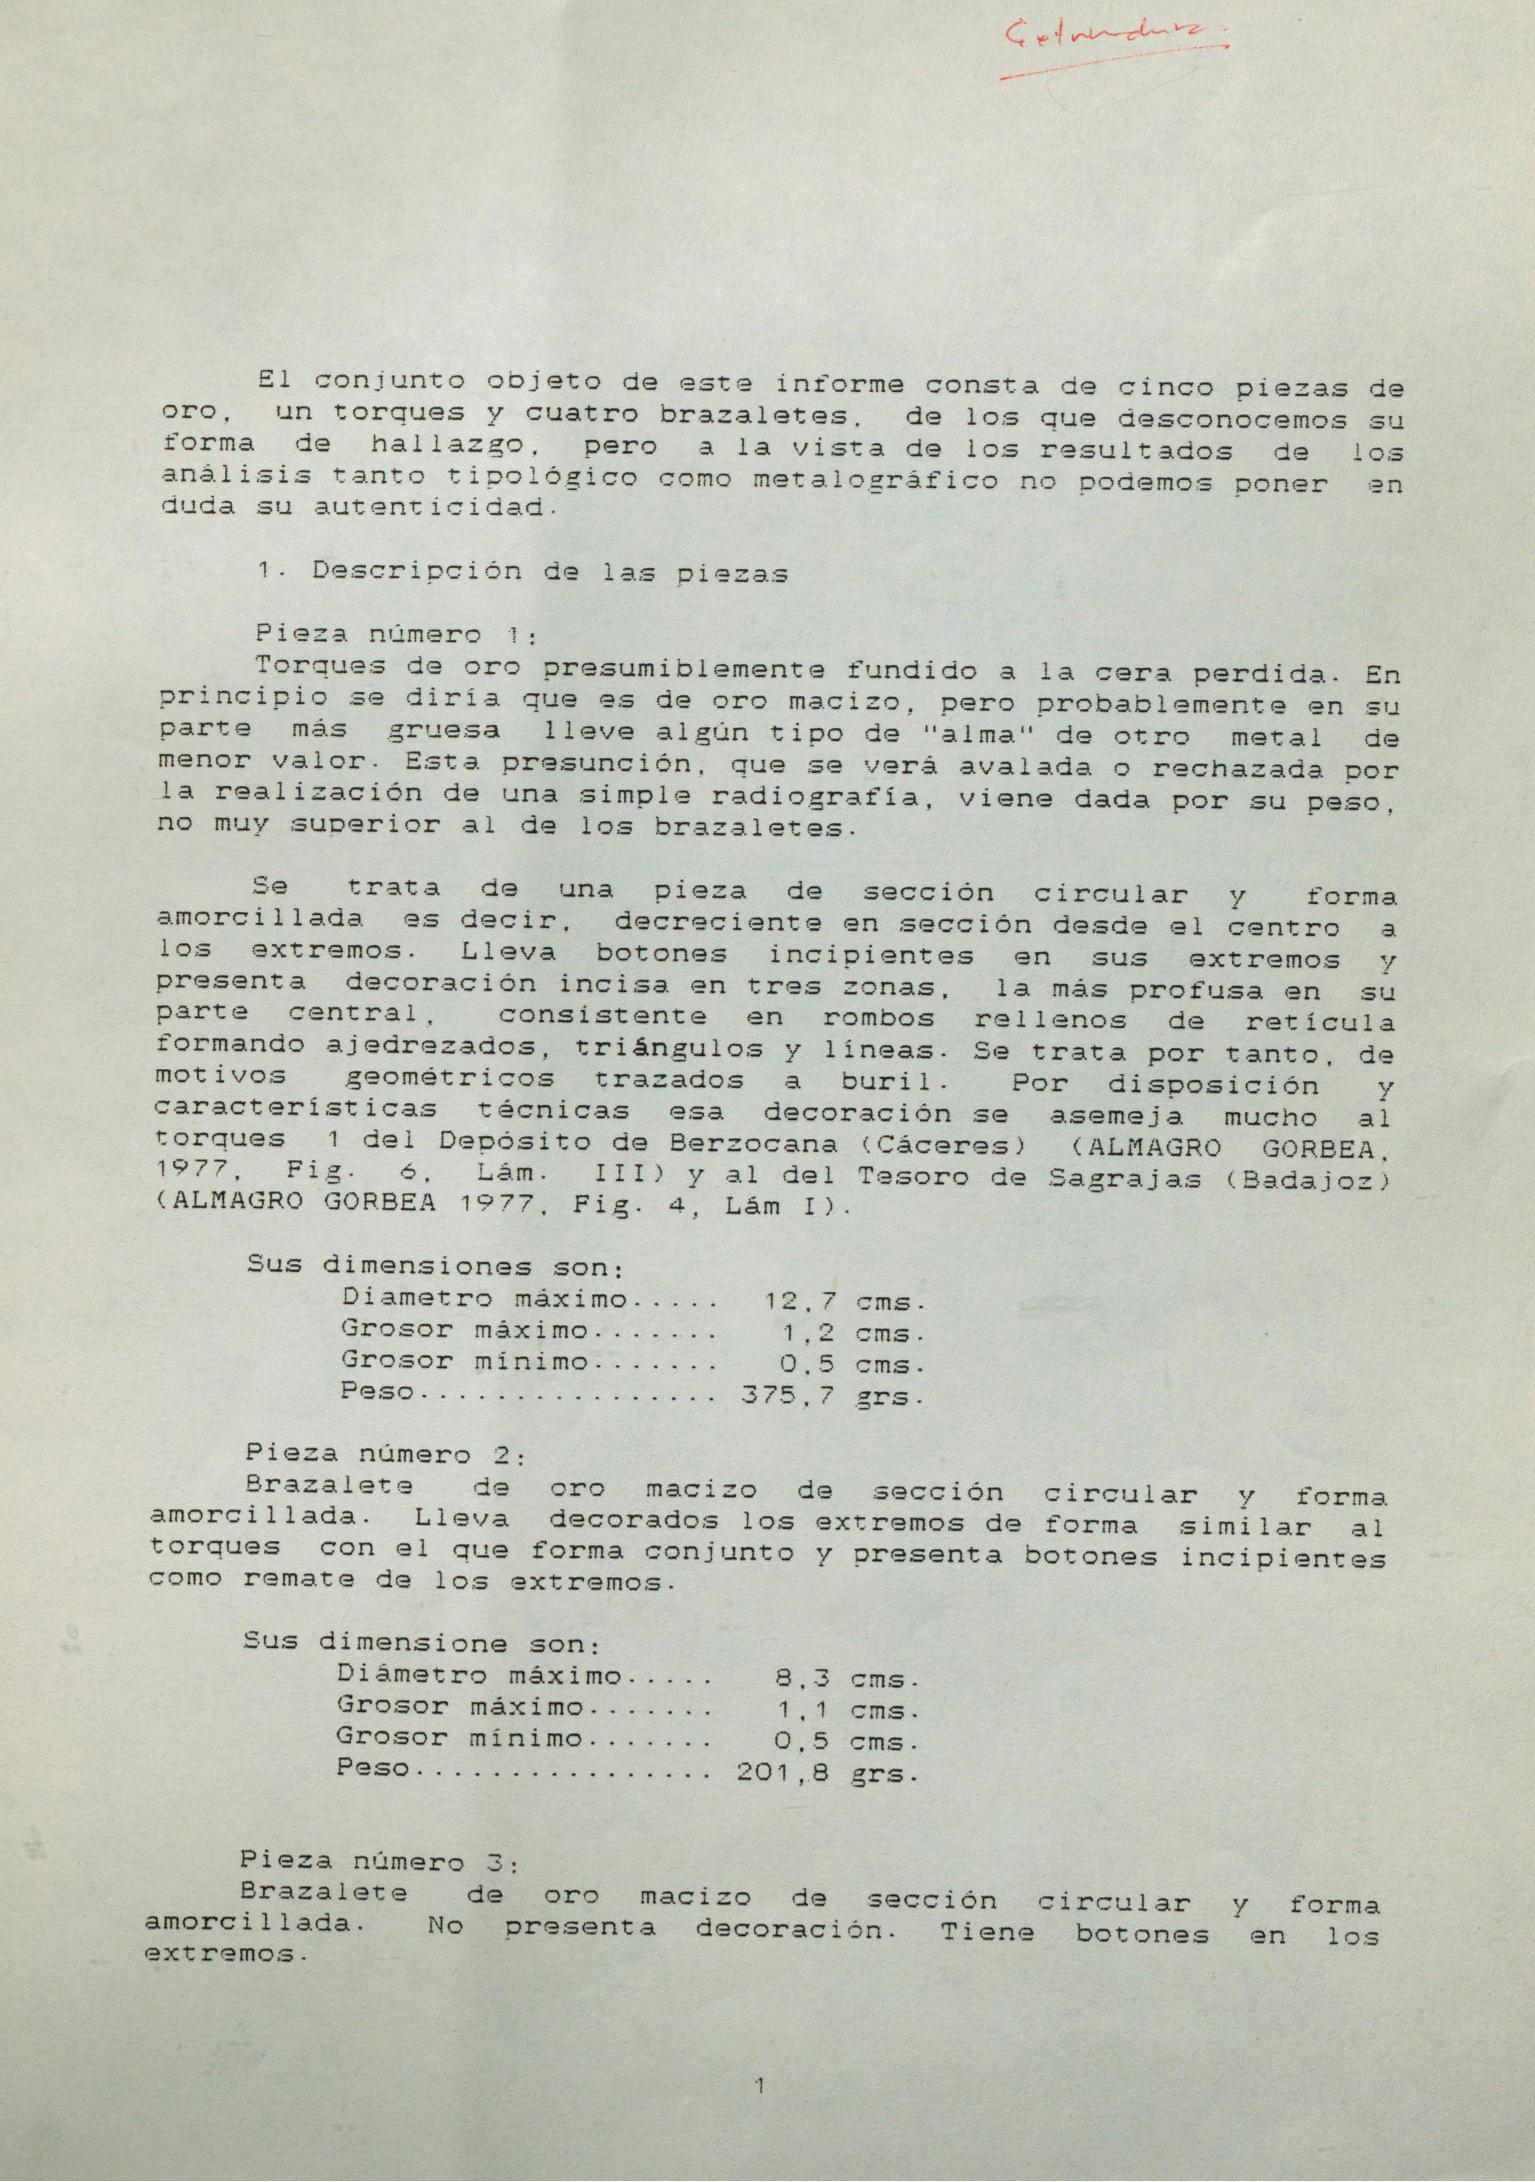 Extremadura
El conjunto objeto de este informe consta de cinco piezas de
oro, un torques y cuatro brazaletes, de los que desconocemos su
forma de hallazgo, pero a la vista de los resultados de los
análisis tanto tipológico como metalográfico no podemos poner en
duda su autenticidad.
1. Descripción de las piezas
Pieza número 1:
Torques de oro presumiblemente fundido a la cera perdida. En
principio se diría que es de oro macizo, pero probablemente en su
parte más gruesa lleve algún tipo de "alma" de otro metal de
menor valor. Esta presunción, que se verá avalada o rechazada por
la realización de una simple radiografía, viene dada por su peso,
no muy superior al de los brazaletes.
Se trata de una pieza de sección circular y forma
amorcillada es decir, decreciente en sección desde el centro a
los extremos. Lleva botones incipientes en sus extremos y
presenta decoración incisa en tres zonas, la más profusa en su
parte central, consistente en rombos rellenos de retícula
formando ajedrezados, triángulos y líneas. Se trata por tanto, de
motivos geométricos trazados a buril. Por disposición y
características técnicas esa decoración se asemeja mucho al
torques 1 del Depósito de Berzocana (Cáceres) (ALMAGRO GORBEA,
1977, Fig. 6, Lám. III) y al del Tesoro de Sagrajas (Badajoz)
(ALMAGRO GORBEA 1977, Fig. 4, Lám I).
Sus dimensiones son:
Diametro máximo..... 12,7 cms.
Grosor máximo....... 1,2 cms.
Grosor mínimo....... 0,5 cms.
Peso................ 375,7 grs.
Pieza número 2:
Brazalete de oro macizo de sección circular y forma
amorcillada. Lleva decorados los extremos de forma similar al
torques con el que forma conjunto y presenta botones incipientes
como remate de los extremos.
Sus dimensione son:
Diámetro máximo..... 8,3 cms.
Grosor máximo....... 1,1 cms.
Grosor mínimo....... 0,5 cms.
Peso................ 201,8 grs.
Pieza número 3:
Brazalete de oro macizo de sección circular y forma
amorcillada. No presenta decoración. Tiene botones en los
extremos.
1